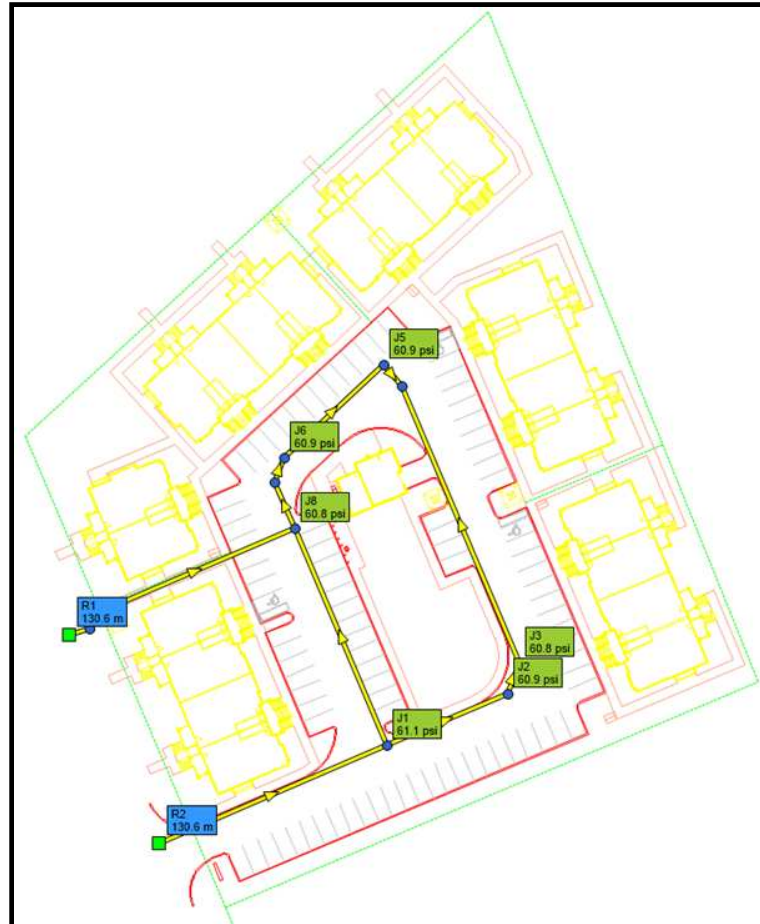 J5
60.9 psi
J6
60.9 psi
J8
60.8 psi
R1
130.6 m
J3
60.8 psi
J2
60.9 psi
J1
61.1 psi
R2
130.6 m